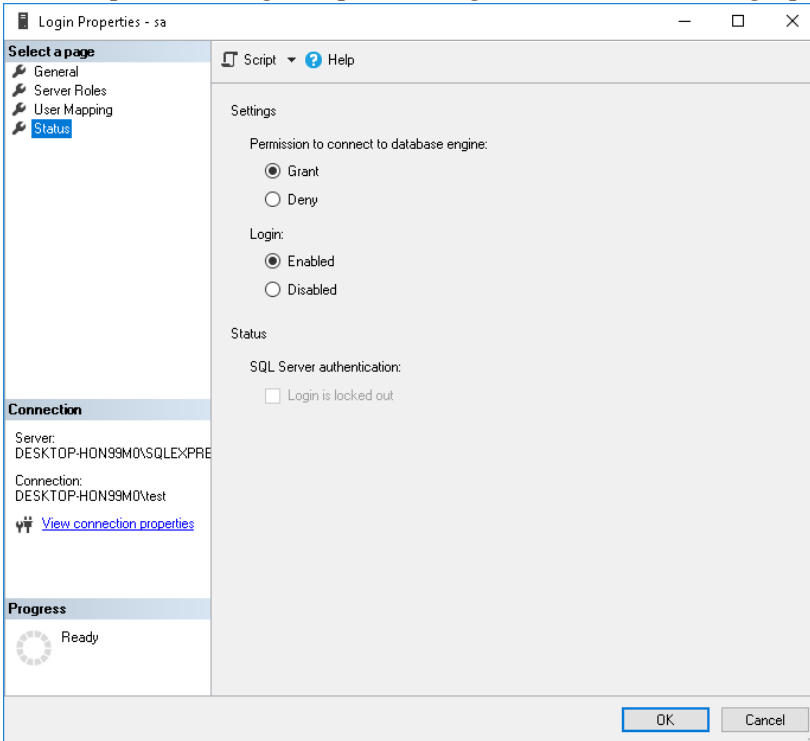 Login Properties - sa
Select a page
General
Server Roles
User Mapping
Status
Script
Help
Settings
Permission to connect to database engine:
Grant
Deny
Login:
Enabled
Disabled
Status
SQL Server authentication:
Login is locked out
Connection
Server:
DESKTOP-HON99M0\SQLEXPRE
Connection:
DESKTOP-HON99M0\test
View connection properties
Progress
Ready
OK
Cancel